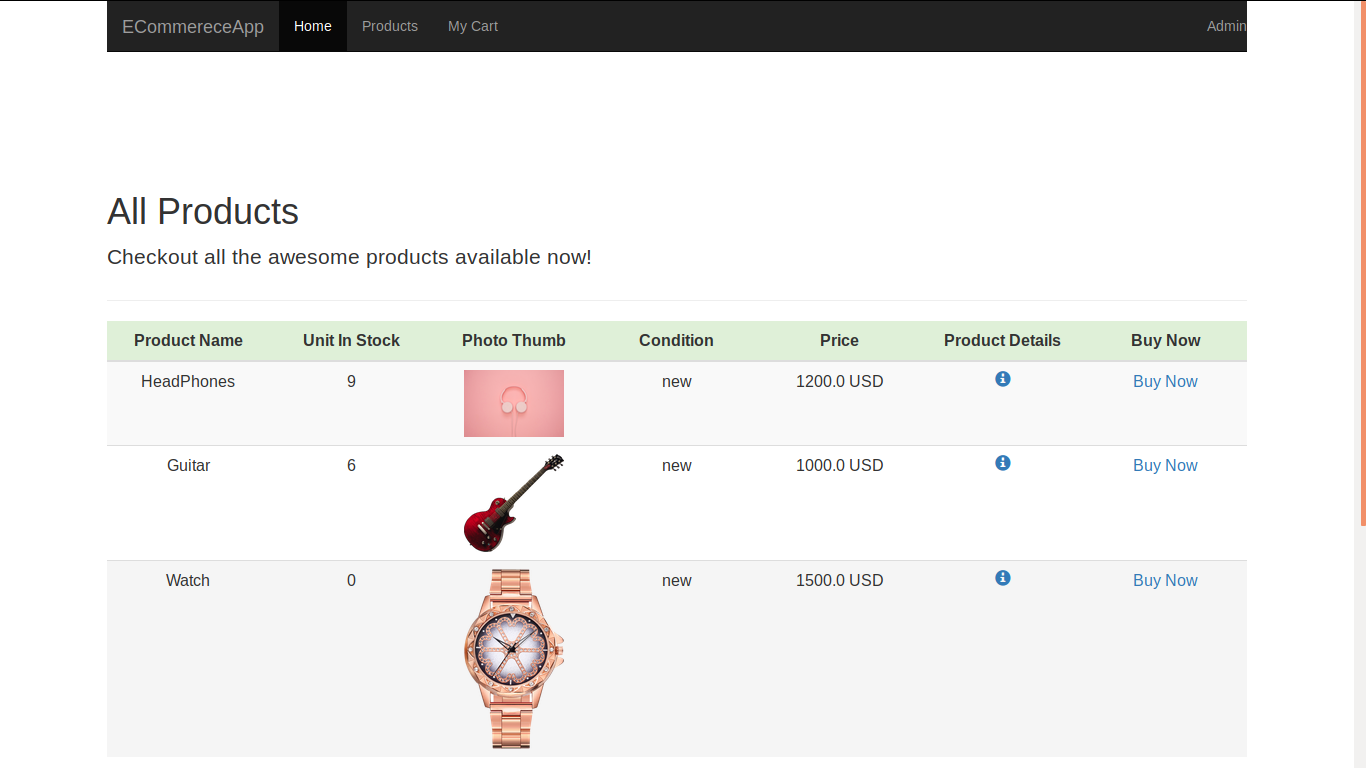 ECommereceApp Home Products My Cart Admin
All Products
Checkout all the awesome products available now!
Product Name Unit In Stock Photo Thumb Condition Price Product Details Buy Now
HeadPhones 9 new 1200.0 USD Buy Now
Guitar 6 new 1000.0 USD Buy Now
Watch 0 new 1500.0 USD Buy Now